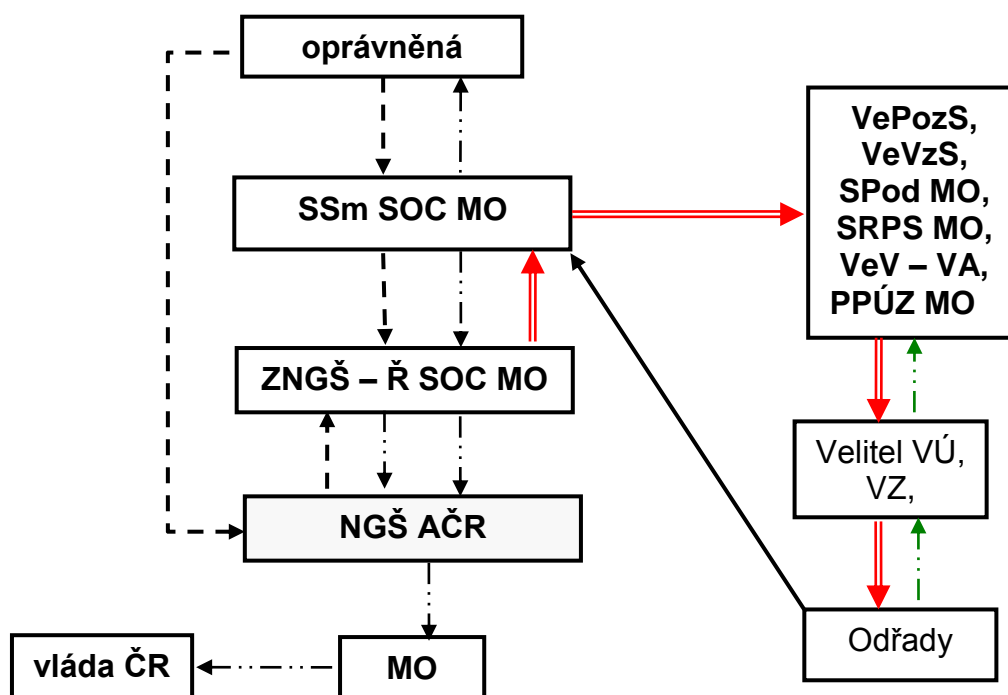 oprávněná
SSm SOC MO
ZNGŠ – Ř SOC MO
NGŠ AČR
MO
vláda ČR
VePozS,
VeVzS,
SPod MO,
SRPS MO,
VeV – VA,
PPÚZ MO
Velitel VÚ,
VZ,
Odřady